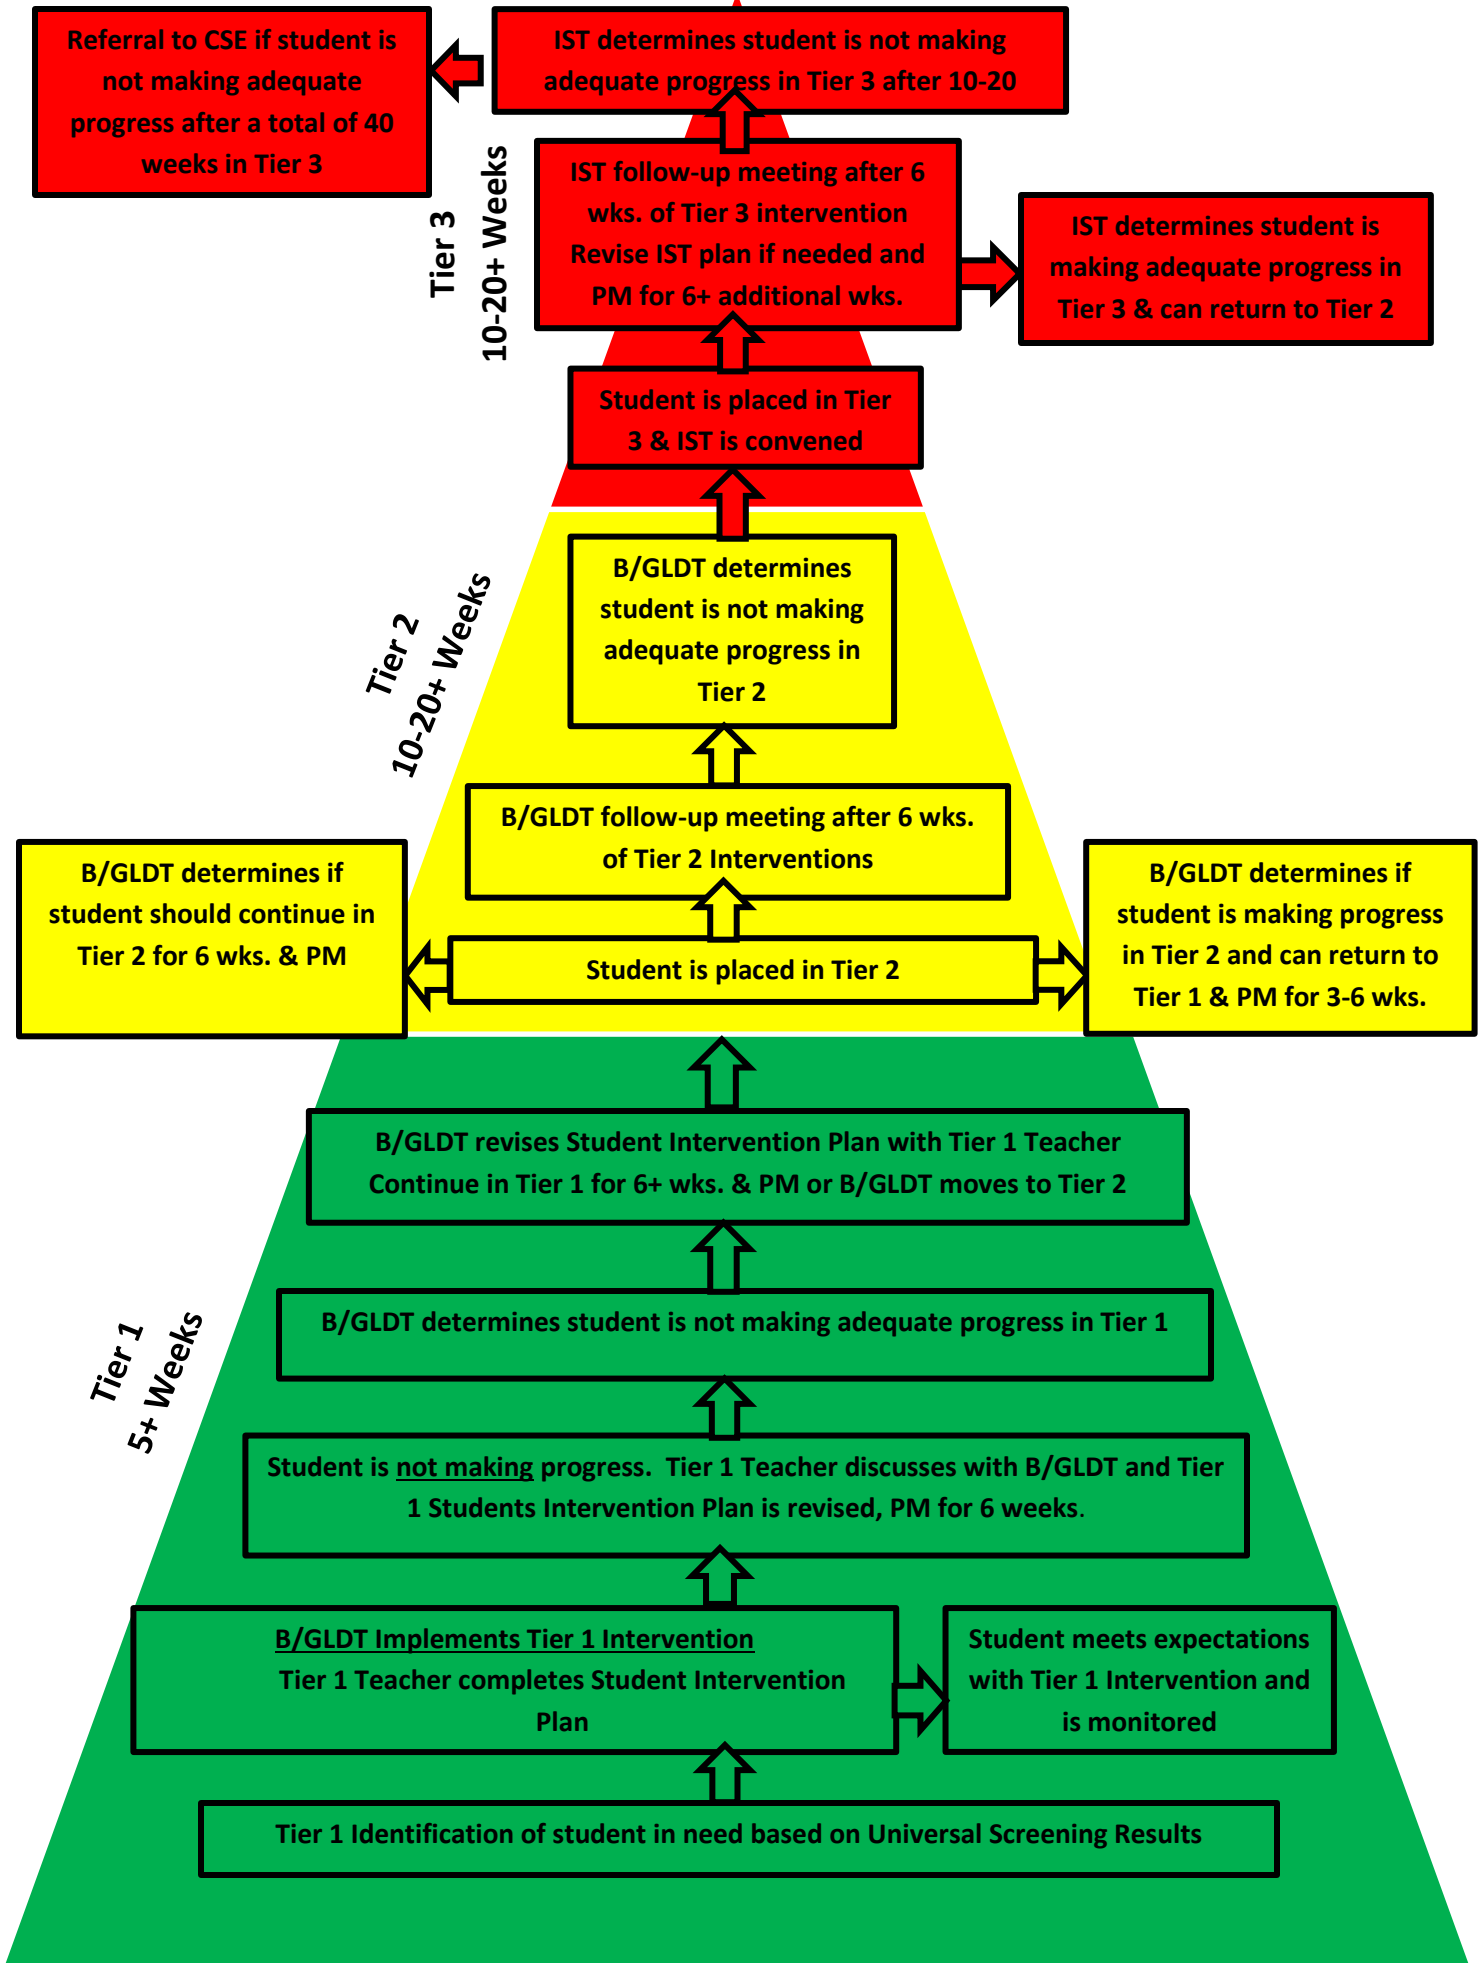 Referral to CSE if student is
not making adequate
progress after a total of 40
weeks in Tier 3
IST determines student is not making
adequate progress in Tier 3 after 10-20
Tier 3
10-20+ Weeks
IST follow-up meeting after 6
wks. of Tier 3 intervention
Revise IST plan if needed and
PM for 6+ additional wks.
IST determines student is
making adequate progress in
Tier 3 & can return to Tier 2
Student is placed in Tier
3 & IST is convened
Tier 2
10-20+ Weeks
B/GLDT determines
student is not making
adequate progress in
Tier 2
B/GLDT follow-up meeting after 6 wks.
of Tier 2 Interventions
B/GLDT determines if
student should continue in
Tier 2 for 6 wks. & PM
Student is placed in Tier 2
B/GLDT determines if
student is making progress
in Tier 2 and can return to
Tier 1 & PM for 3-6 wks.
B/GLDT revises Student Intervention Plan with Tier 1 Teacher
Continue in Tier 1 for 6+ wks. & PM or B/GLDT moves to Tier 2
B/GLDT determines student is not making adequate progress in Tier 1
Tier 1
5+ Weeks
Student is not making progress.  Tier 1 Teacher discusses with B/GLDT and Tier
1 Students Intervention Plan is revised, PM for 6 weeks.
B/GLDT Implements Tier 1 Intervention
Tier 1 Teacher completes Student Intervention
Plan
Student meets expectations
with Tier 1 Intervention and
is monitored
Tier 1 Identification of student in need based on Universal Screening Results